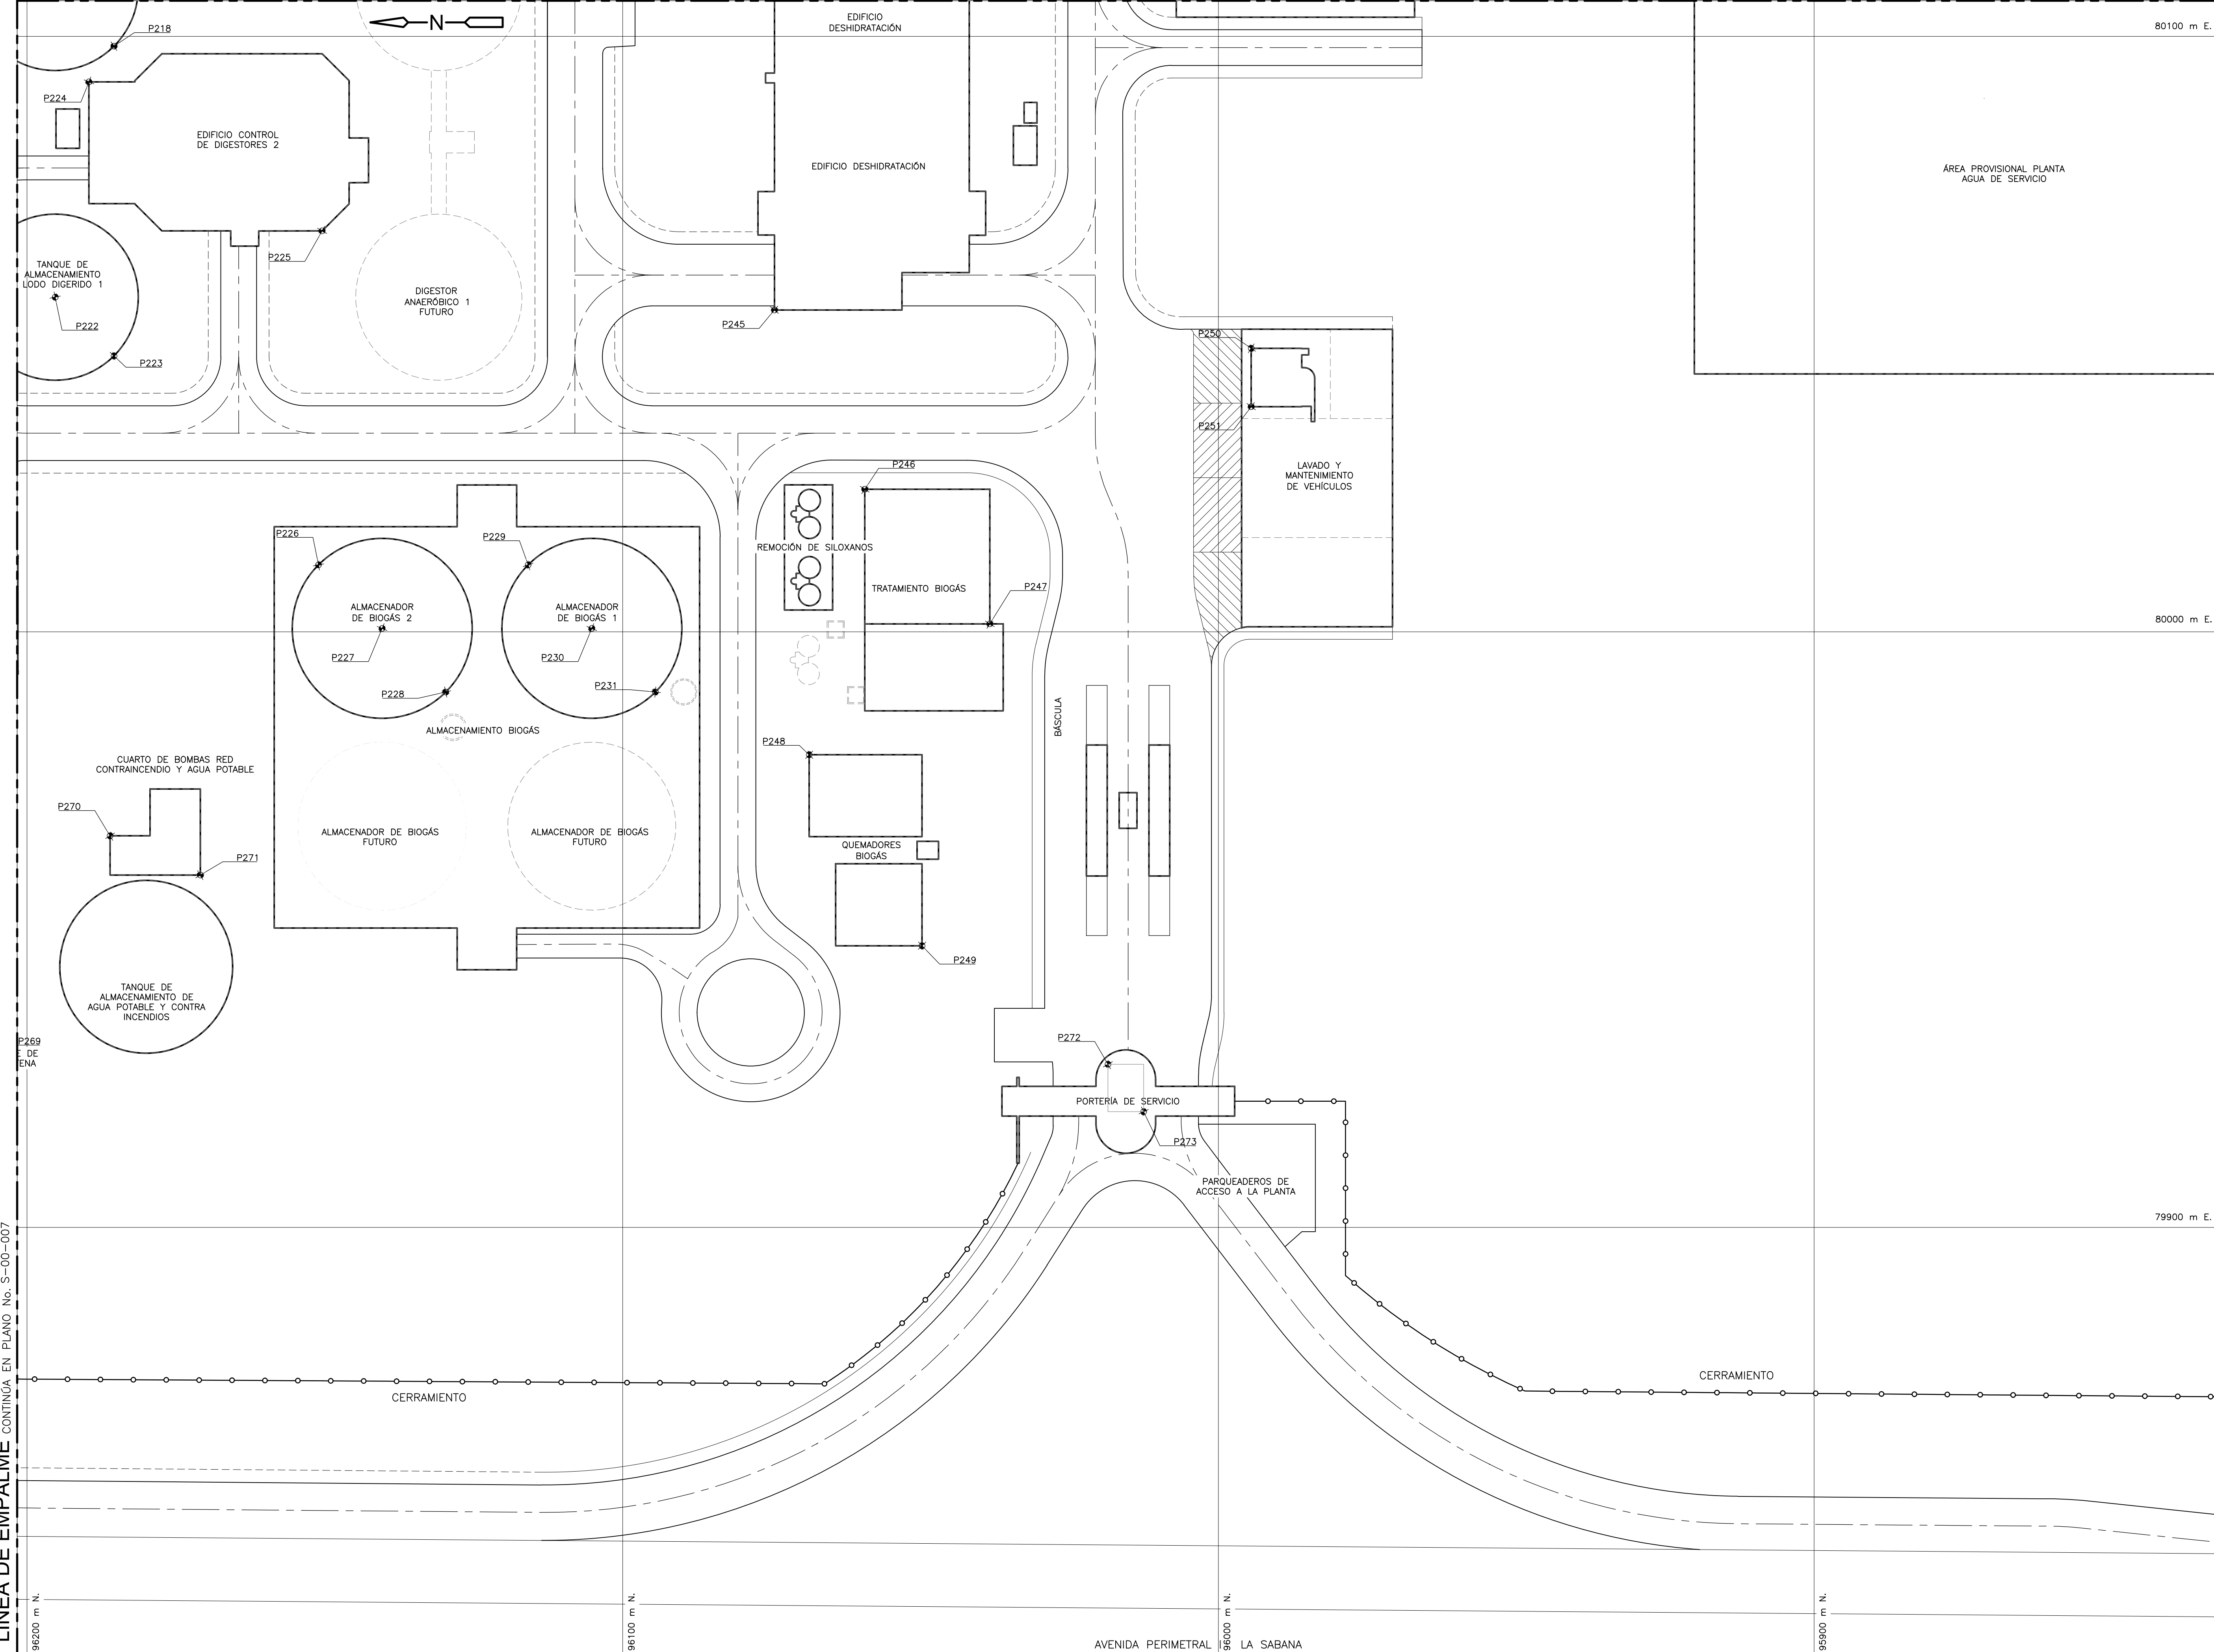 P218
N
EDIFICIO
DESHIDRATACIÓN
80100 m E.
P224
EDIFICIO CONTROL
DE DIGESTORES 2
EDIFICIO DESHIDRATACIÓN
ÁREA PROVISIONAL PLANTA
AGUA DE SERVICIO
P225
TANQUE DE
ALMACENAMIENTO
LODO DIGERIDO 1
P222
P223
DIGESTOR
ANAERÓBICO 1
FUTURO
P245
P250
P251
LAVADO Y
MANTENIMIENTO
DE VEHÍCULOS
P246
P226
P229
REMOCIÓN DE SILOXANOS
TRATAMIENTO BIOGÁS
P247
ALMACENADOR
DE BIOGÁS 2
ALMACENADOR
DE BIOGÁS 1
80000 m E.
P227
P230
P228
P231
ALMACENAMIENTO BIOGÁS
BÁSCULA
P248
CUARTO DE BOMBAS RED
CONTRAINCENDIO Y AGUA POTABLE
P270
ALMACENADOR DE BIOGÁS
FUTURO
ALMACENADOR DE BIOGÁS
FUTURO
QUEMADORES
BIOGÁS
P271
P249
TANQUE DE
ALMACENAMIENTO DE
AGUA POTABLE Y CONTRA
INCENDIOS
P269
E DE
ENA
P272
PORTERÍA DE SERVICIO
P273
PARQUEADEROS DE
ACCESO A LA PLANTA
79900 m E.
CERRAMIENTO
CERRAMIENTO
LÍNEA DE EMPALME CONTINÚA EN PLANO No. S-00-007
96200 m N.
96100 m N.
96000 m N.
95900 m N.
AVENIDA PERIMETRAL LA SABANA